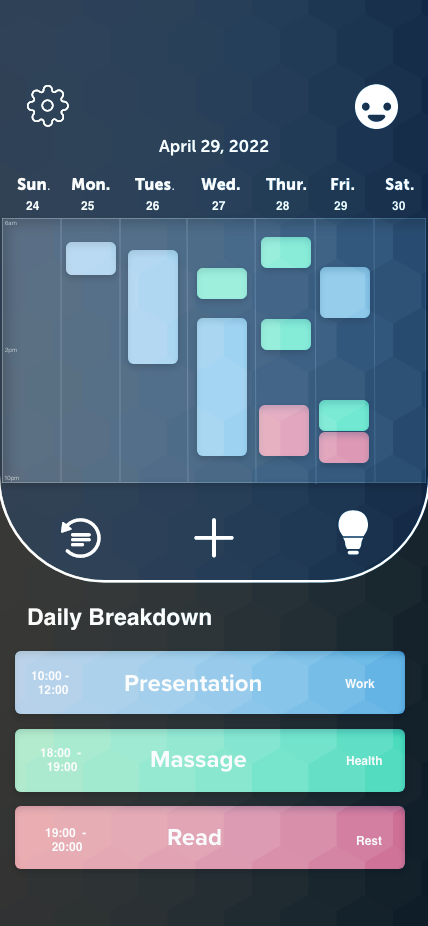 April 29, 2022
Sun. Mon. Tues. Wed. Thur. Fri. Sat.
24 25 26 27 28 29 30
6am
2pm
10pm
Daily Breakdown
10:00 -
12:00
Presentation
Work
18:00 -
19:00
Massage
Health
19:00 -
20:00
Read
Rest